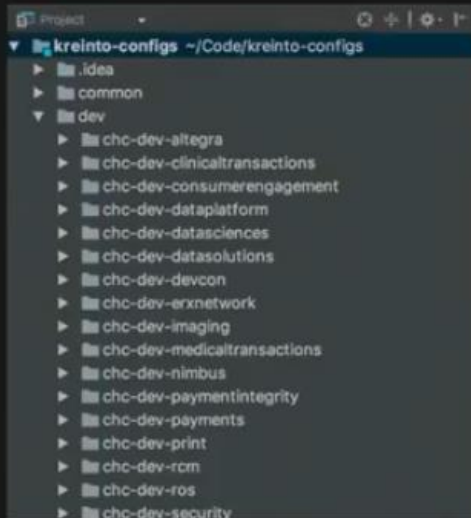 Project
kreinto-configs ~/Code/kreinto-configs
.idea
common
dev
chc-dev-altegra
chc-dev-clinicaltransactions
chc-dev-consumerengagement
chc-dev-dataplatform
chc-dev-datasciences
chc-dev-datasolutions
chc-dev-devcon
chc-dev-erxnetwork
chc-dev-imaging
chc-dev-medicaltransactions
chc-dev-nimbus
chc-dev-paymentintegrity
chc-dev-payments
chc-dev-print
chc-dev-rcm
chc-dev-ros
chc-dev-security